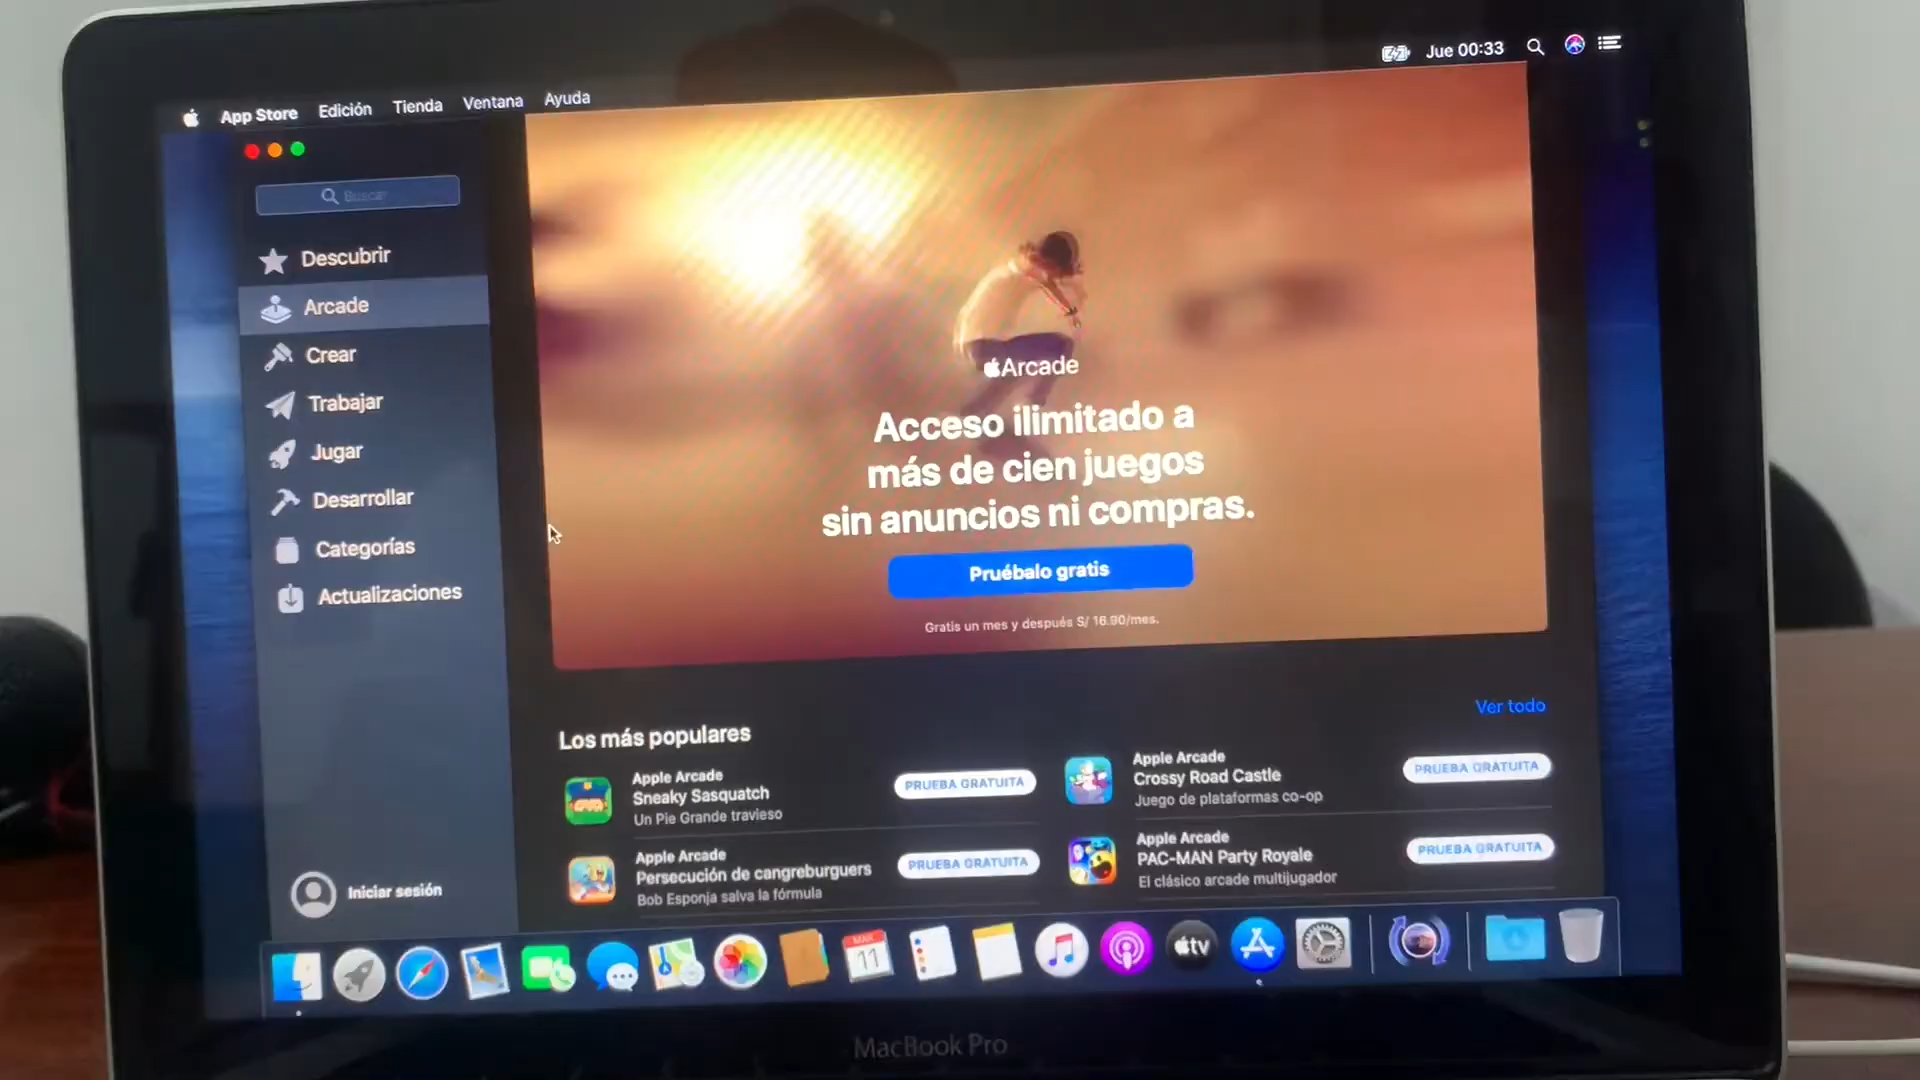 App Store Edición Tienda Ventana Ayuda
Jue 00:33
Buscar
Descubrir
Arcade
Crear
Trabajar
Jugar
Desarrollar
Categorías
Actualizaciones
Iniciar sesión
Arcade
Acceso ilimitado a
más de cien juegos
sin anuncios ni compras.
Pruébalo gratis
Gratis un mes y después S/ 16.90/mes.
Los más populares
Ver todo
Apple Arcade
Sneaky Sasquatch
Un Pie Grande travieso
PRUEBA GRATUITA
Apple Arcade
Crossy Road Castle
Juego de plataformas co-op
PRUEBA GRATUITA
Apple Arcade
Persecución de cangreburguers
Bob Esponja salva la fórmula
PRUEBA GRATUITA
Apple Arcade
PAC-MAN Party Royale
El clásico arcade multijugador
PRUEBA GRATUITA
MAR
11
tv
MacBook Pro